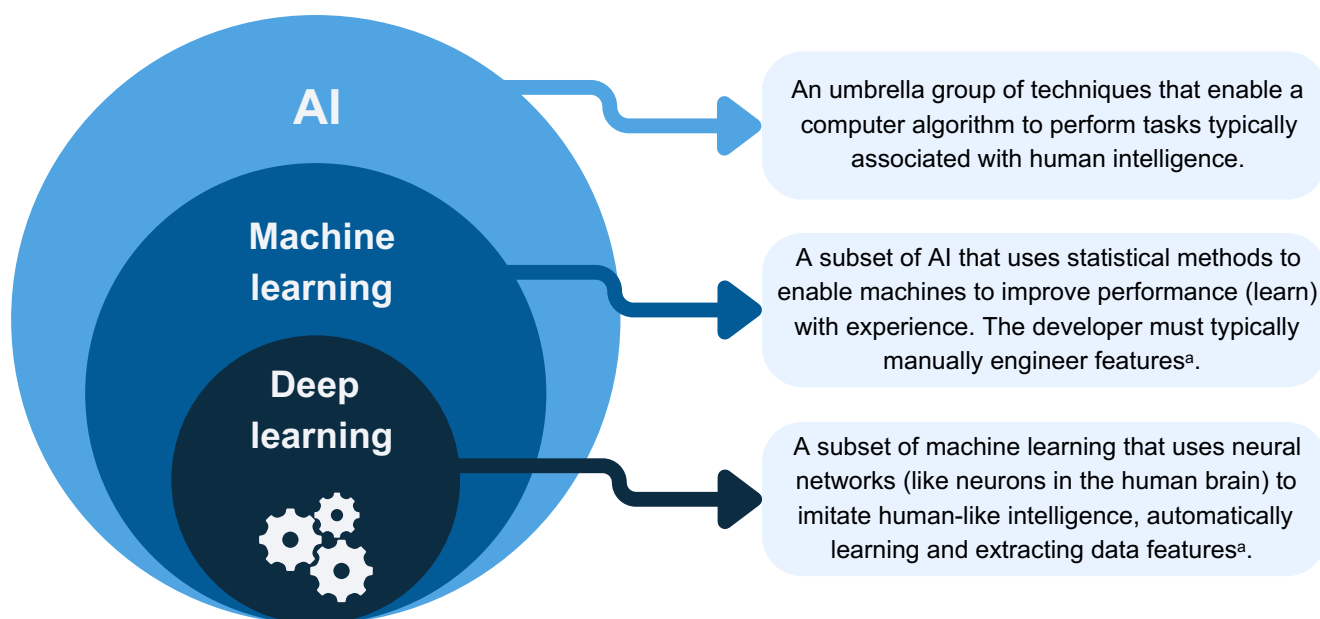 AI
An umbrella group of techniques that enable a
computer algorithm to perform tasks typically
associated with human intelligence.
Machine
learning
A subset of AI that uses statistical methods to
enable machines to improve performance (learn)
with experience. The developer must typically
manually engineer featuresᵃ.
Deep
learning
A subset of machine learning that uses neural
networks (like neurons in the human brain) to
imitate human-like intelligence, automatically
learning and extracting data featuresᵃ.